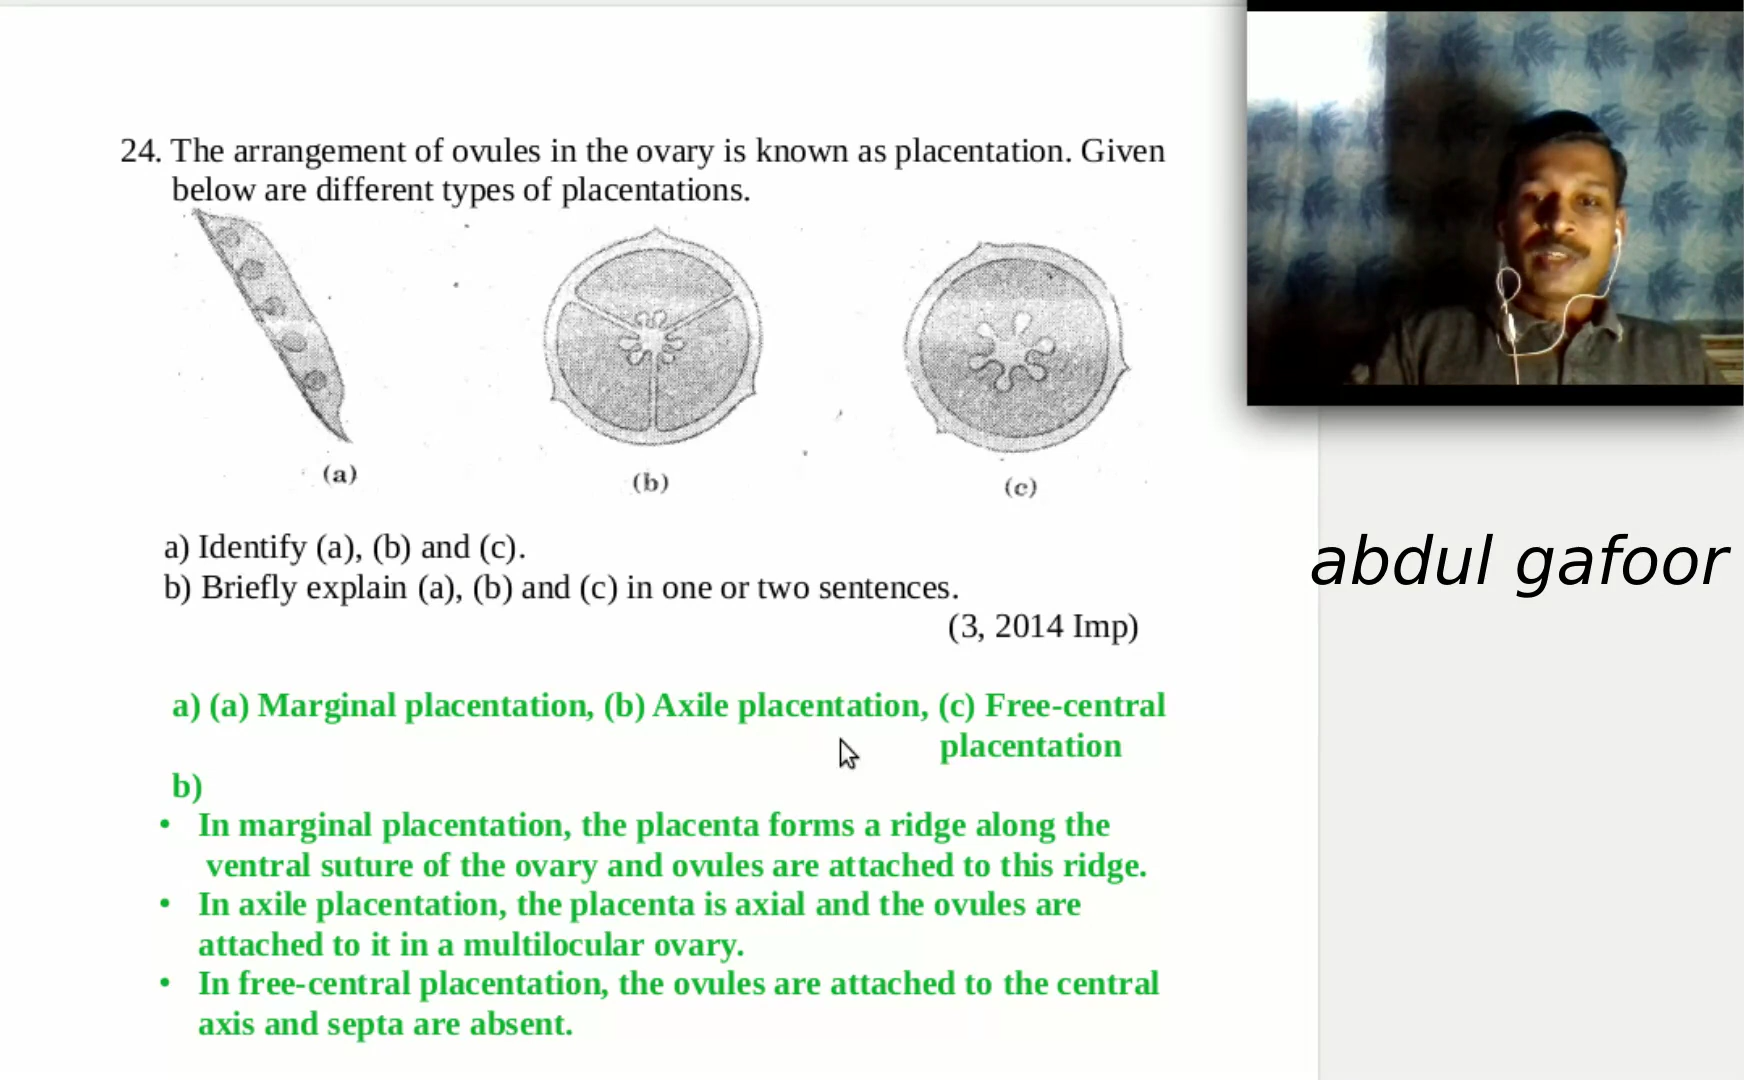 24. The arrangement of ovules in the ovary is known as placentation. Given
below are different types of placentations.
(a)
(b)
(c)
a) Identify (a), (b) and (c).
b) Briefly explain (a), (b) and (c) in one or two sentences.
(3, 2014 Imp)
abdul gafoor
a) (a) Marginal placentation, (b) Axile placentation, (c) Free-central
placentation
b)
• In marginal placentation, the placenta forms a ridge along the
ventral suture of the ovary and ovules are attached to this ridge.
• In axile placentation, the placenta is axial and the ovules are
attached to it in a multilocular ovary.
• In free-central placentation, the ovules are attached to the central
axis and septa are absent.